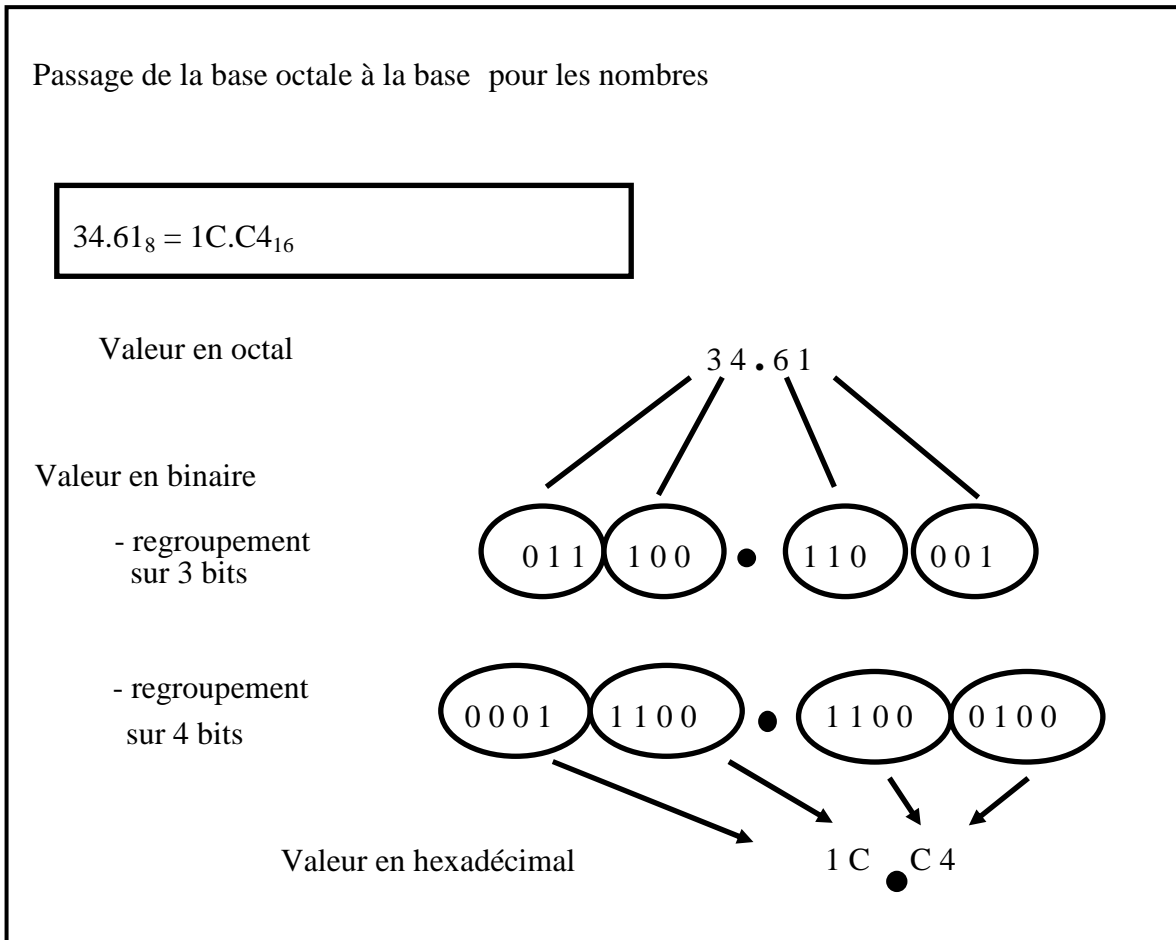 Passage de la base octale à la base pour les nombres
34.61₈ = 1C.C4₁₆
Valeur en octal
3 4 . 6 1
Valeur en binaire
- regroupement
sur 3 bits
0 1 1 1 0 0 • 1 1 0 0 0 1
- regroupement
sur 4 bits
0 0 0 1 1 1 0 0 • 1 1 0 0 0 1 0 0
Valeur en hexadécimal
1 C • C 4